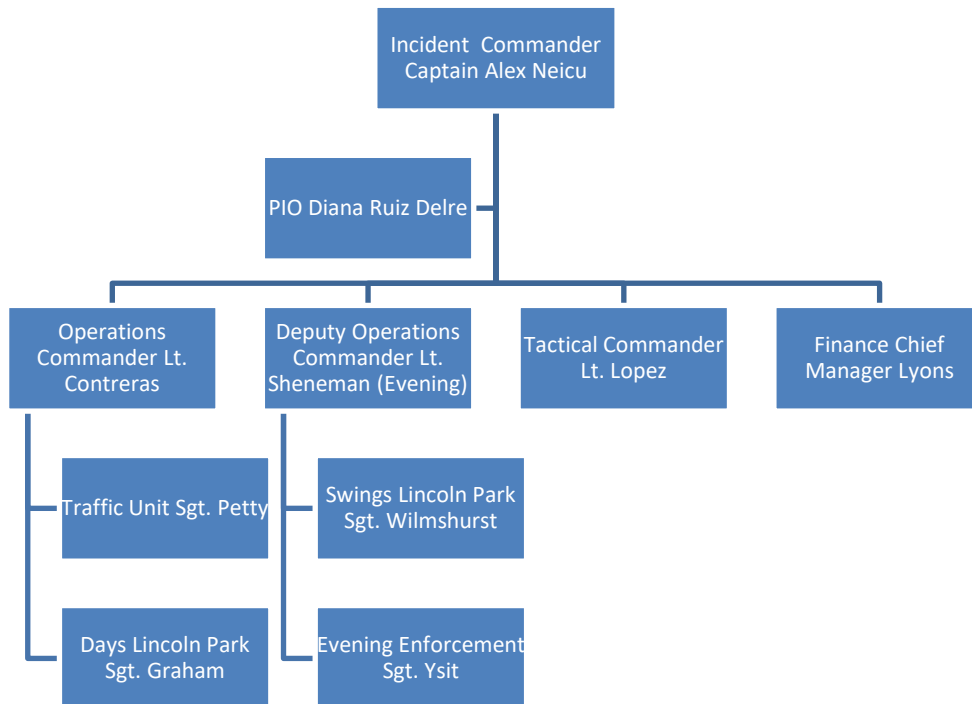 Incident  Commander
Captain Alex Neicu
PIO Diana Ruiz Delre
Operations
Commander Lt.
Contreras
Deputy Operations
Commander Lt.
Sheneman (Evening)
Tactical Commander
Lt. Lopez
Finance Chief
Manager Lyons
Traffic Unit Sgt. Petty
Swings Lincoln Park
Sgt. Wilmshurst
Days Lincoln Park
Sgt. Graham
Evening Enforcement
Sgt. Ysit